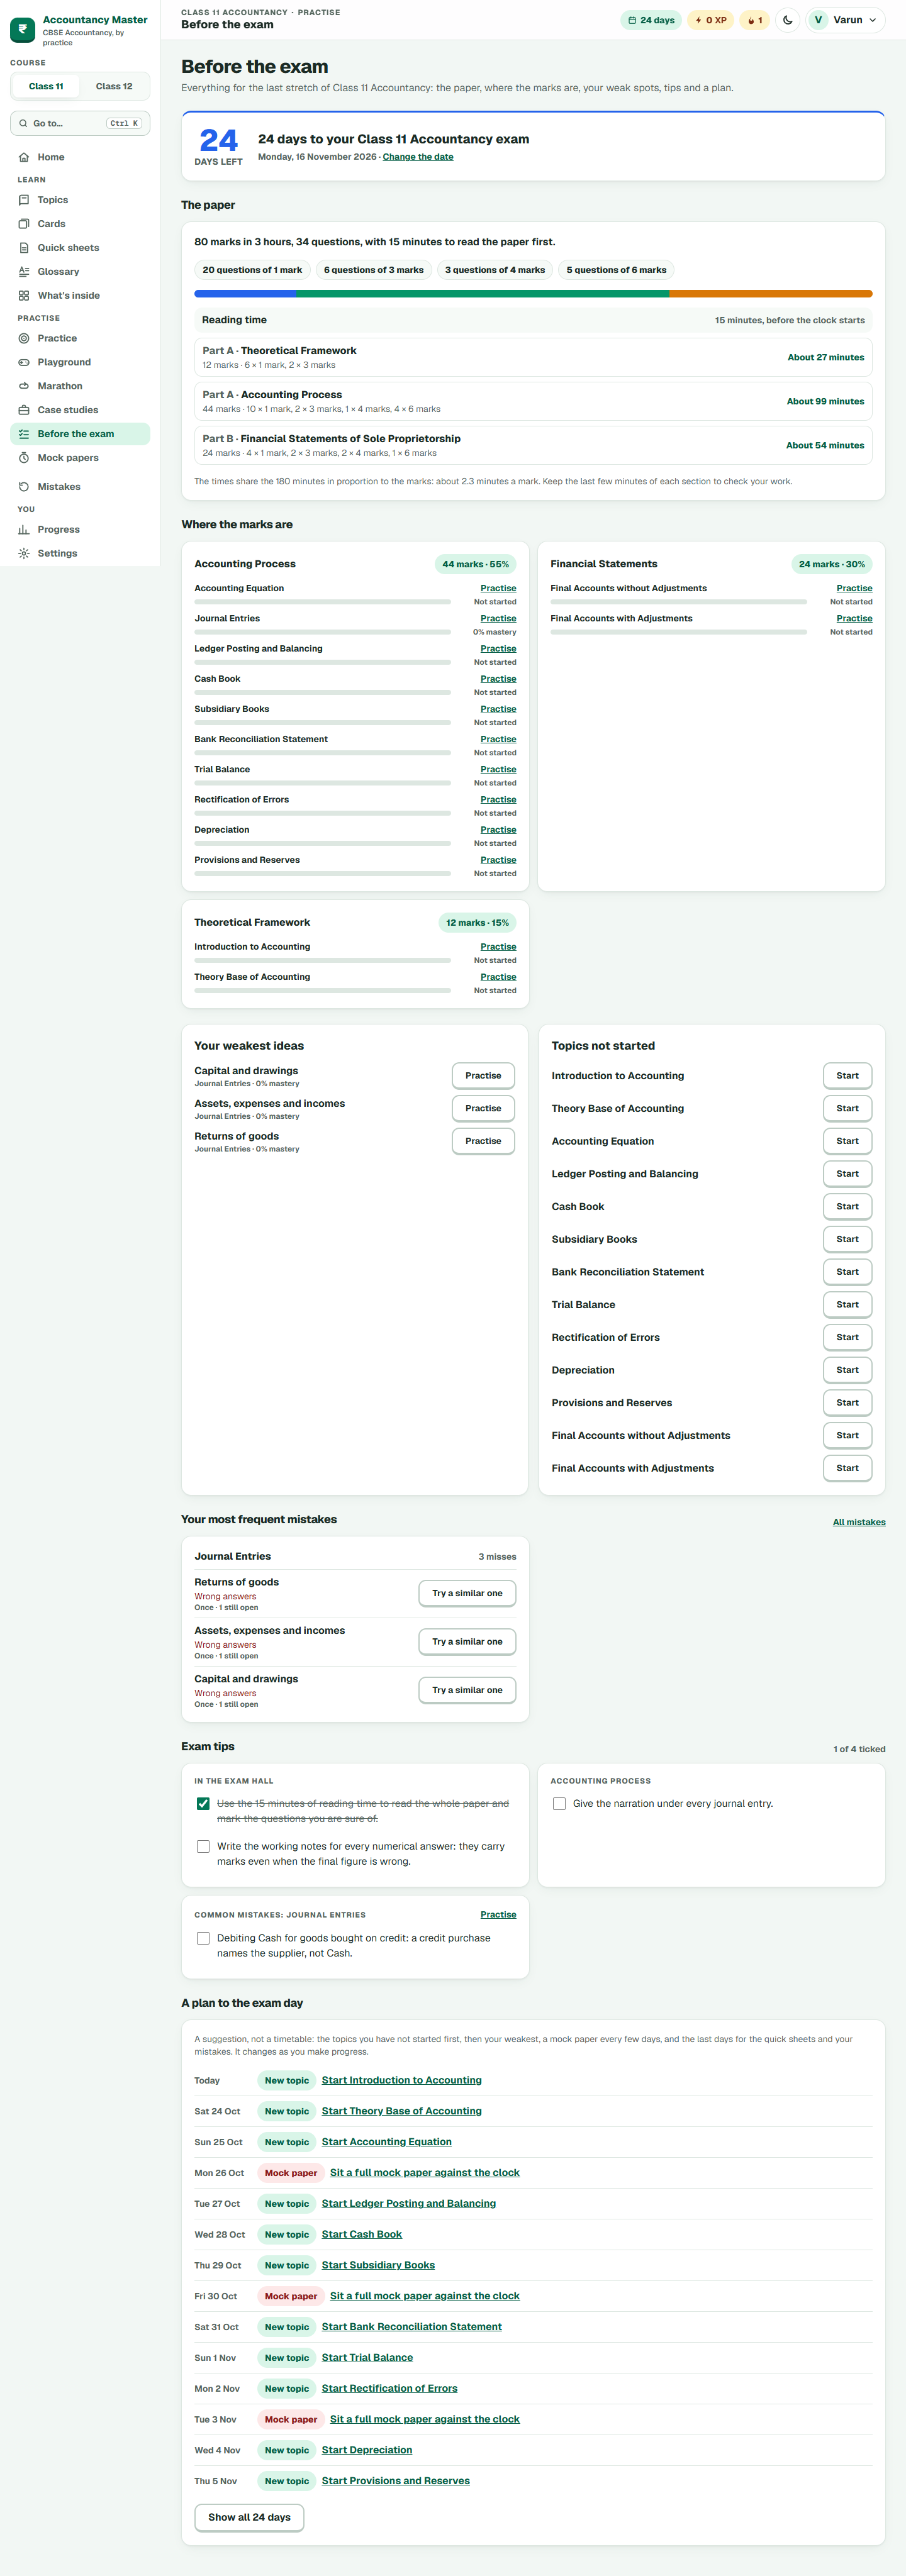 ₹
Accountancy Master
CBSE Accountancy, by
practice
COURSE
Class 11
Class 12
Go to...
Ctrl K
Home
LEARN
Topics
Cards
Quick sheets
Glossary
What's inside
PRACTISE
Practice
Playground
Marathon
Case studies
Before the exam
Mock papers
Mistakes
YOU
Progress
Settings
CLASS 11 ACCOUNTANCY · PRACTISE
Before the exam
24 days
0 XP
1
V
Varun
Before the exam
Everything for the last stretch of Class 11 Accountancy: the paper, where the marks are, your weak spots, tips and a plan.
24
DAYS LEFT
24 days to your Class 11 Accountancy exam
Monday, 16 November 2026 · Change the date
The paper
80 marks in 3 hours, 34 questions, with 15 minutes to read the paper first.
20 questions of 1 mark
6 questions of 3 marks
3 questions of 4 marks
5 questions of 6 marks
Reading time
15 minutes, before the clock starts
Part A · Theoretical Framework
12 marks · 6 × 1 mark, 2 × 3 marks
About 27 minutes
Part A · Accounting Process
44 marks · 10 × 1 mark, 2 × 3 marks, 1 × 4 marks, 4 × 6 marks
About 99 minutes
Part B · Financial Statements of Sole Proprietorship
24 marks · 4 × 1 mark, 2 × 3 marks, 2 × 4 marks, 1 × 6 marks
About 54 minutes
The times share the 180 minutes in proportion to the marks: about 2.3 minutes a mark. Keep the last few minutes of each section to check your work.
Where the marks are
Accounting Process
44 marks · 55%
Accounting Equation
Practise
Not started
Journal Entries
Practise
0% mastery
Ledger Posting and Balancing
Practise
Not started
Cash Book
Practise
Not started
Subsidiary Books
Practise
Not started
Bank Reconciliation Statement
Practise
Not started
Trial Balance
Practise
Not started
Rectification of Errors
Practise
Not started
Depreciation
Practise
Not started
Provisions and Reserves
Practise
Not started
Financial Statements
24 marks · 30%
Final Accounts without Adjustments
Practise
Not started
Final Accounts with Adjustments
Practise
Not started
Theoretical Framework
12 marks · 15%
Introduction to Accounting
Practise
Not started
Theory Base of Accounting
Practise
Not started
Your weakest ideas
Capital and drawings
Journal Entries · 0% mastery
Practise
Assets, expenses and incomes
Journal Entries · 0% mastery
Practise
Returns of goods
Journal Entries · 0% mastery
Practise
Topics not started
Introduction to Accounting
Start
Theory Base of Accounting
Start
Accounting Equation
Start
Ledger Posting and Balancing
Start
Cash Book
Start
Subsidiary Books
Start
Bank Reconciliation Statement
Start
Trial Balance
Start
Rectification of Errors
Start
Depreciation
Start
Provisions and Reserves
Start
Final Accounts without Adjustments
Start
Final Accounts with Adjustments
Start
Your most frequent mistakes
All mistakes
Journal Entries
3 misses
Returns of goods
Wrong answers
Once · 1 still open
Try a similar one
Assets, expenses and incomes
Wrong answers
Once · 1 still open
Try a similar one
Capital and drawings
Wrong answers
Once · 1 still open
Try a similar one
Exam tips
1 of 4 ticked
IN THE EXAM HALL
Use the 15 minutes of reading time to read the whole paper and
mark the questions you are sure of.
Write the working notes for every numerical answer: they carry
marks even when the final figure is wrong.
ACCOUNTING PROCESS
Give the narration under every journal entry.
COMMON MISTAKES: JOURNAL ENTRIES
Practise
Debiting Cash for goods bought on credit: a credit purchase
names the supplier, not Cash.
A plan to the exam day
A suggestion, not a timetable: the topics you have not started first, then your weakest, a mock paper every few days, and the last days for the quick sheets and your
mistakes. It changes as you make progress.
Today
New topic
Start Introduction to Accounting
Sat 24 Oct
New topic
Start Theory Base of Accounting
Sun 25 Oct
New topic
Start Accounting Equation
Mon 26 Oct
Mock paper
Sit a full mock paper against the clock
Tue 27 Oct
New topic
Start Ledger Posting and Balancing
Wed 28 Oct
New topic
Start Cash Book
Thu 29 Oct
New topic
Start Subsidiary Books
Fri 30 Oct
Mock paper
Sit a full mock paper against the clock
Sat 31 Oct
New topic
Start Bank Reconciliation Statement
Sun 1 Nov
New topic
Start Trial Balance
Mon 2 Nov
New topic
Start Rectification of Errors
Tue 3 Nov
Mock paper
Sit a full mock paper against the clock
Wed 4 Nov
New topic
Start Depreciation
Thu 5 Nov
New topic
Start Provisions and Reserves
Show all 24 days